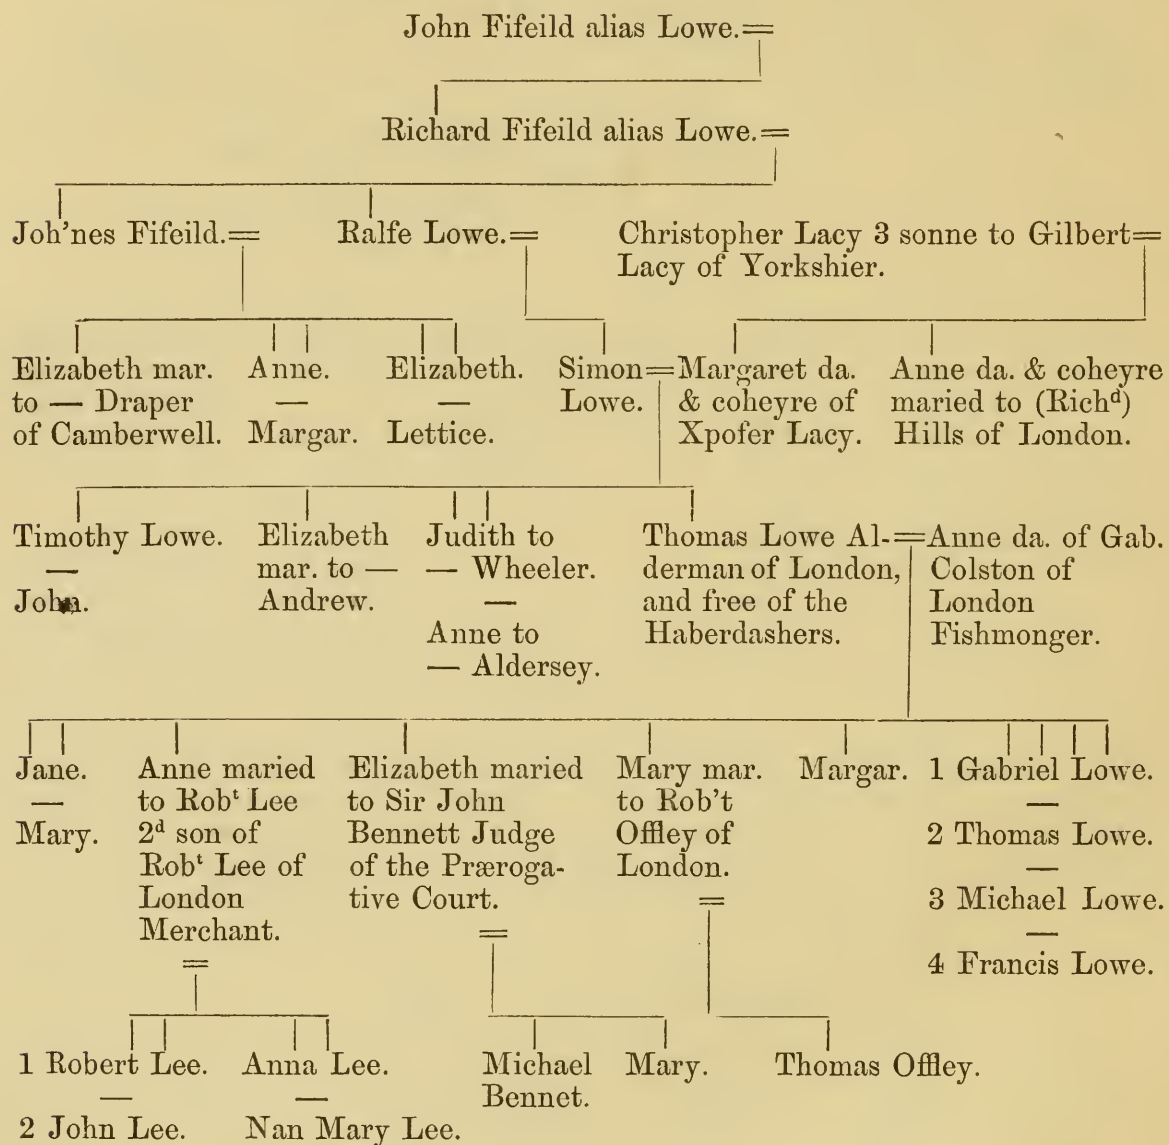 John Fifeild alias Lowe.=
Richard Fifeild alias Lowe.=
Joh'nes Fifeild.=
Ralfe Lowe.=
Christopher Lacy 3 sonne to Gilbert=
Lacy of Yorkshier.
Elizabeth mar.
to — Draper
of Camberwell.
Anne.
—
Margar.
Elizabeth.
—
Lettice.
Simon=
Lowe.
Margaret da.
& coheyre of
Xpofer Lacy.
Anne da. & coheyre
maried to (Richᵈ)
Hills of London.
Timothy Lowe.
—
John.
Elizabeth
mar. to —
Andrew.
Judith to
— Wheeler.
—
Anne to
— Aldersey.
Thomas Lowe Al-=
derman of London,
and free of the
Haberdashers.
Anne da. of Gab.
Colston of
London
Fishmonger.
Jane.
—
Mary.
Anne maried
to Robᵗ Lee
2ᵈ son of
Robᵗ Lee of
London
Merchant.
=
Elizabeth maried
to Sir John
Bennett Judge
of the Præroga-
tive Court.
=
Mary mar.
to Rob't
Offley of
London.
=
Margar.
1 Gabriel Lowe.
—
2 Thomas Lowe.
—
3 Michael Lowe.
—
4 Francis Lowe.
1 Robert Lee.
—
2 John Lee.
Anna Lee.
—
Nan Mary Lee.
Michael
Bennet.
Mary.
Thomas Offley.